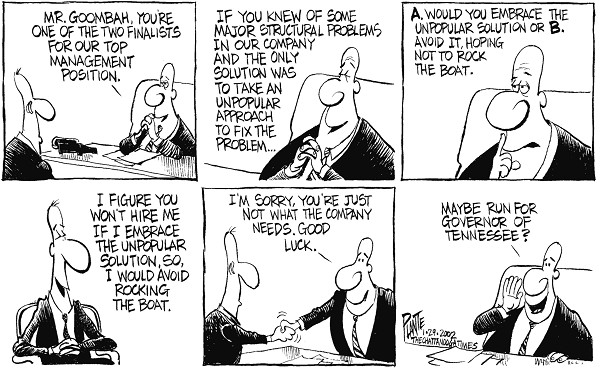 MR. GOOMBAH, YOU'RE
ONE OF THE TWO FINALISTS
FOR OUR TOP
MANAGEMENT
POSITION.
IF YOU KNEW OF SOME
MAJOR STRUCTURAL PROBLEMS
IN OUR COMPANY
AND THE ONLY
SOLUTION WAS
TO TAKE AN
UNPOPULAR
APPROACH
TO FIX THE
PROBLEM...
A. WOULD YOU EMBRACE THE
UNPOPULAR SOLUTION OR B.
AVOID IT, HOPING
NOT TO ROCK
THE BOAT.
I FIGURE YOU
WON'T HIRE ME
IF I EMBRACE
THE UNPOPULAR
SOLUTION, SO,
I WOULD AVOID
ROCKING
THE BOAT.
I'M SORRY, YOU'RE JUST
NOT WHAT THE COMPANY
NEEDS. GOOD
LUCK.
MAYBE RUN FOR
GOVERNOR OF
TENNESSEE?
PLANTE
1.29.2002
THE CHATTANOOGA TIMES